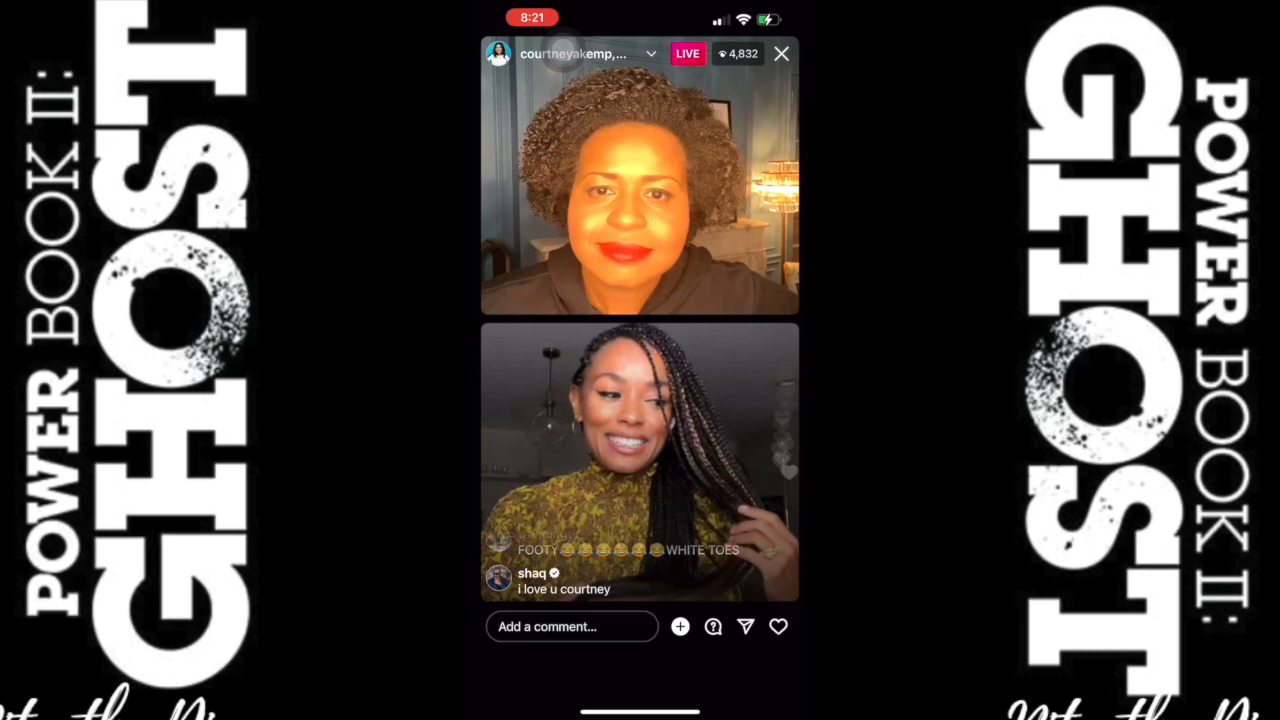 POWER BOOK II:
GHOST
8:21
courtneyakemp,...
LIVE
4,832
FOOTY😂😂😂😂😂😂WHITE TOES
shaq
i love u courtney
Add a comment...
POWER BOOK II:
GHOST